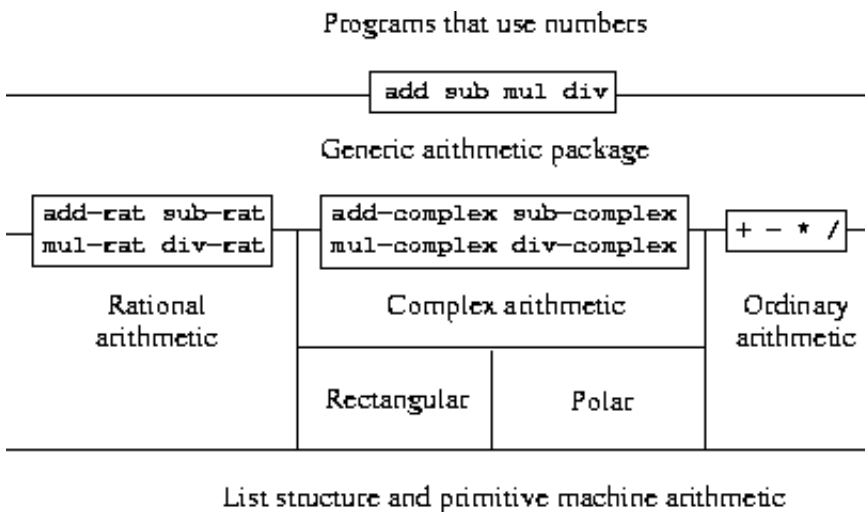 Programs that use numbers
add sub mul div
Generic arithmetic package
add-rat sub-rat
mul-rat div-rat
add-complex sub-complex
mul-complex div-complex
+ - * /
Rational
arithmetic
Complex arithmetic
Ordinary
arithmetic
Rectangular
Polar
List structure and primitive machine arithmetic